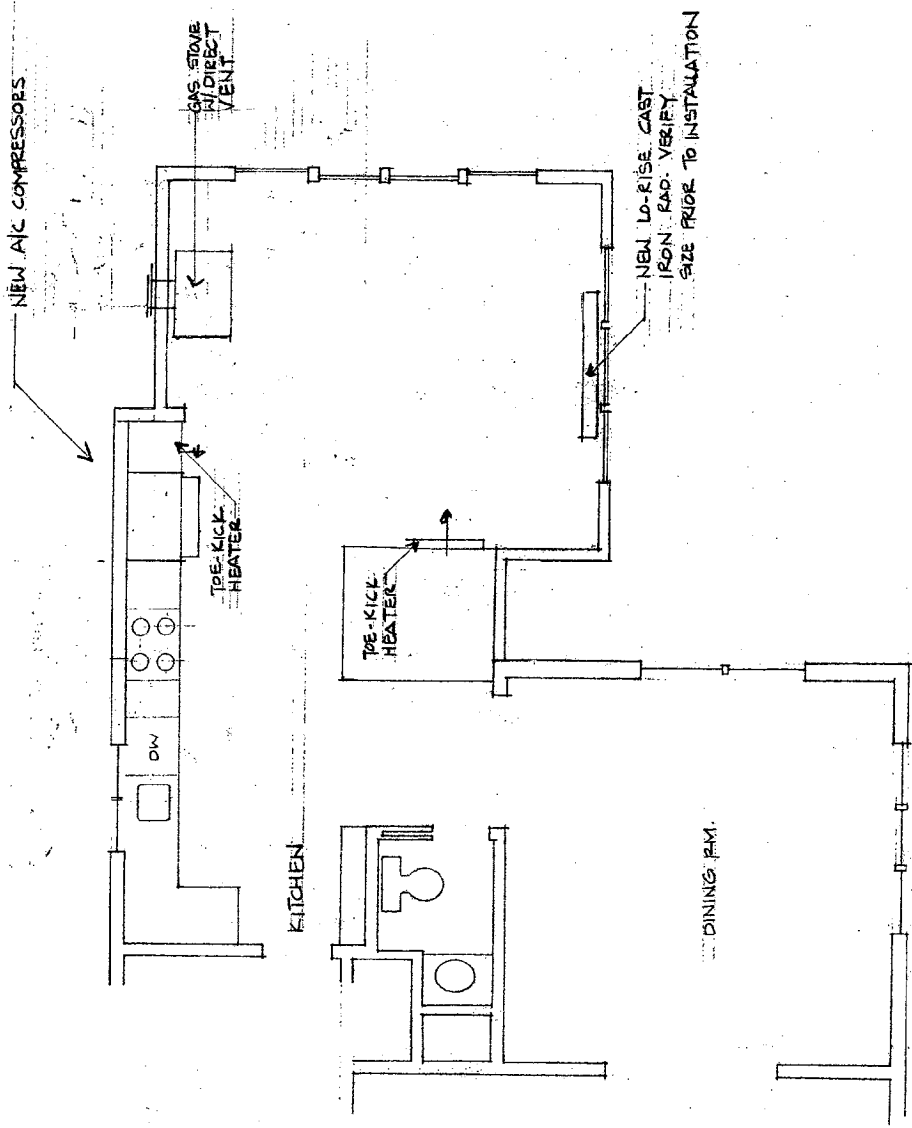 NEW A/C COMPRESSORS
GAS STOVE
W/ DIRECT
VENT
TOE-KICK
HEATER
TOE-KICK
HEATER
NEW LO-RISE CAST
IRON RAD. VERIFY
SIZE PRIOR TO INSTALLATION
DW
KITCHEN
DINING RM.